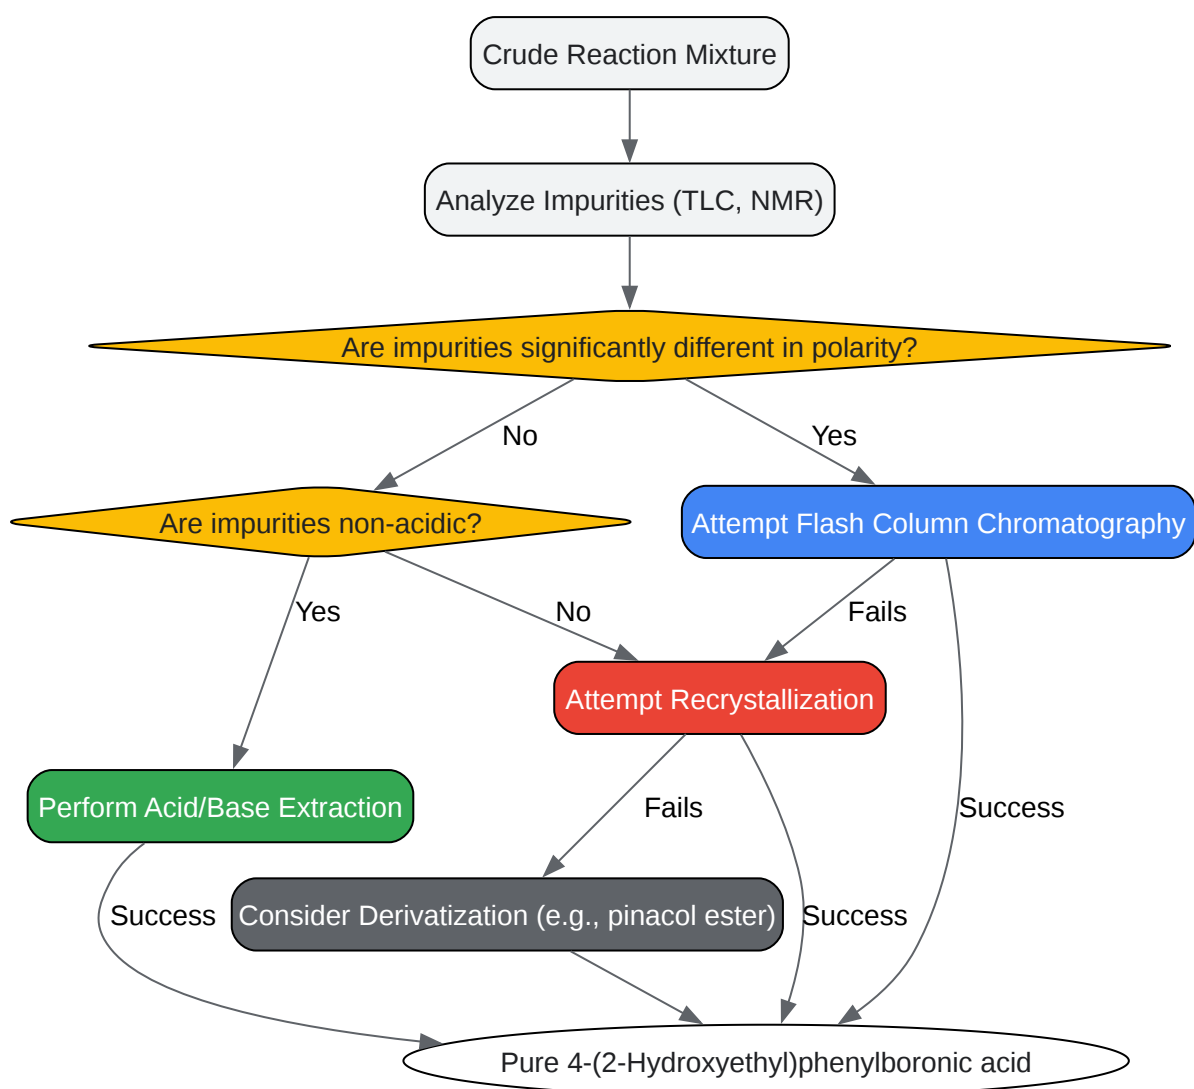 Crude Reaction Mixture
Analyze Impurities (TLC, NMR)
Are impurities significantly different in polarity?
No
Yes
Are impurities non-acidic?
Attempt Flash Column Chromatography
Yes
No
Fails
Attempt Recrystallization
Perform Acid/Base Extraction
Fails
Success
Success
Consider Derivatization (e.g., pinacol ester)
Success
Pure 4-(2-Hydroxyethyl)phenylboronic acid